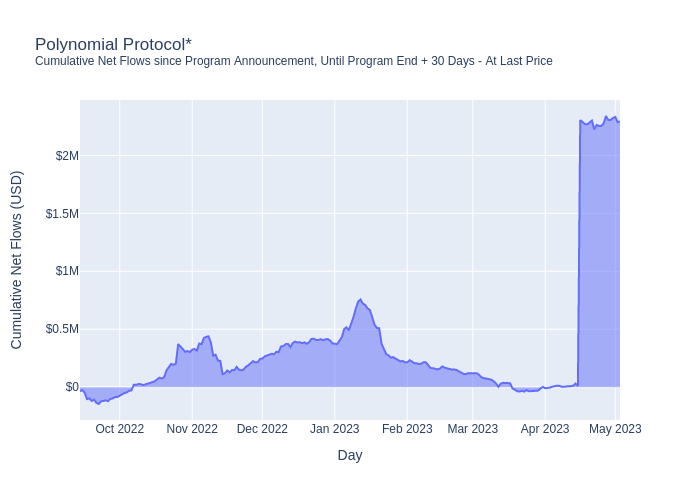 Polynomial Protocol*
Cumulative Net Flows since Program Announcement, Until Program End + 30 Days - At Last Price
Cumulative Net Flows (USD)
$2M
$1.5M
$1M
$0.5M
$0
Oct 2022 Nov 2022 Dec 2022 Jan 2023 Feb 2023 Mar 2023 Apr 2023 May 2023
Day